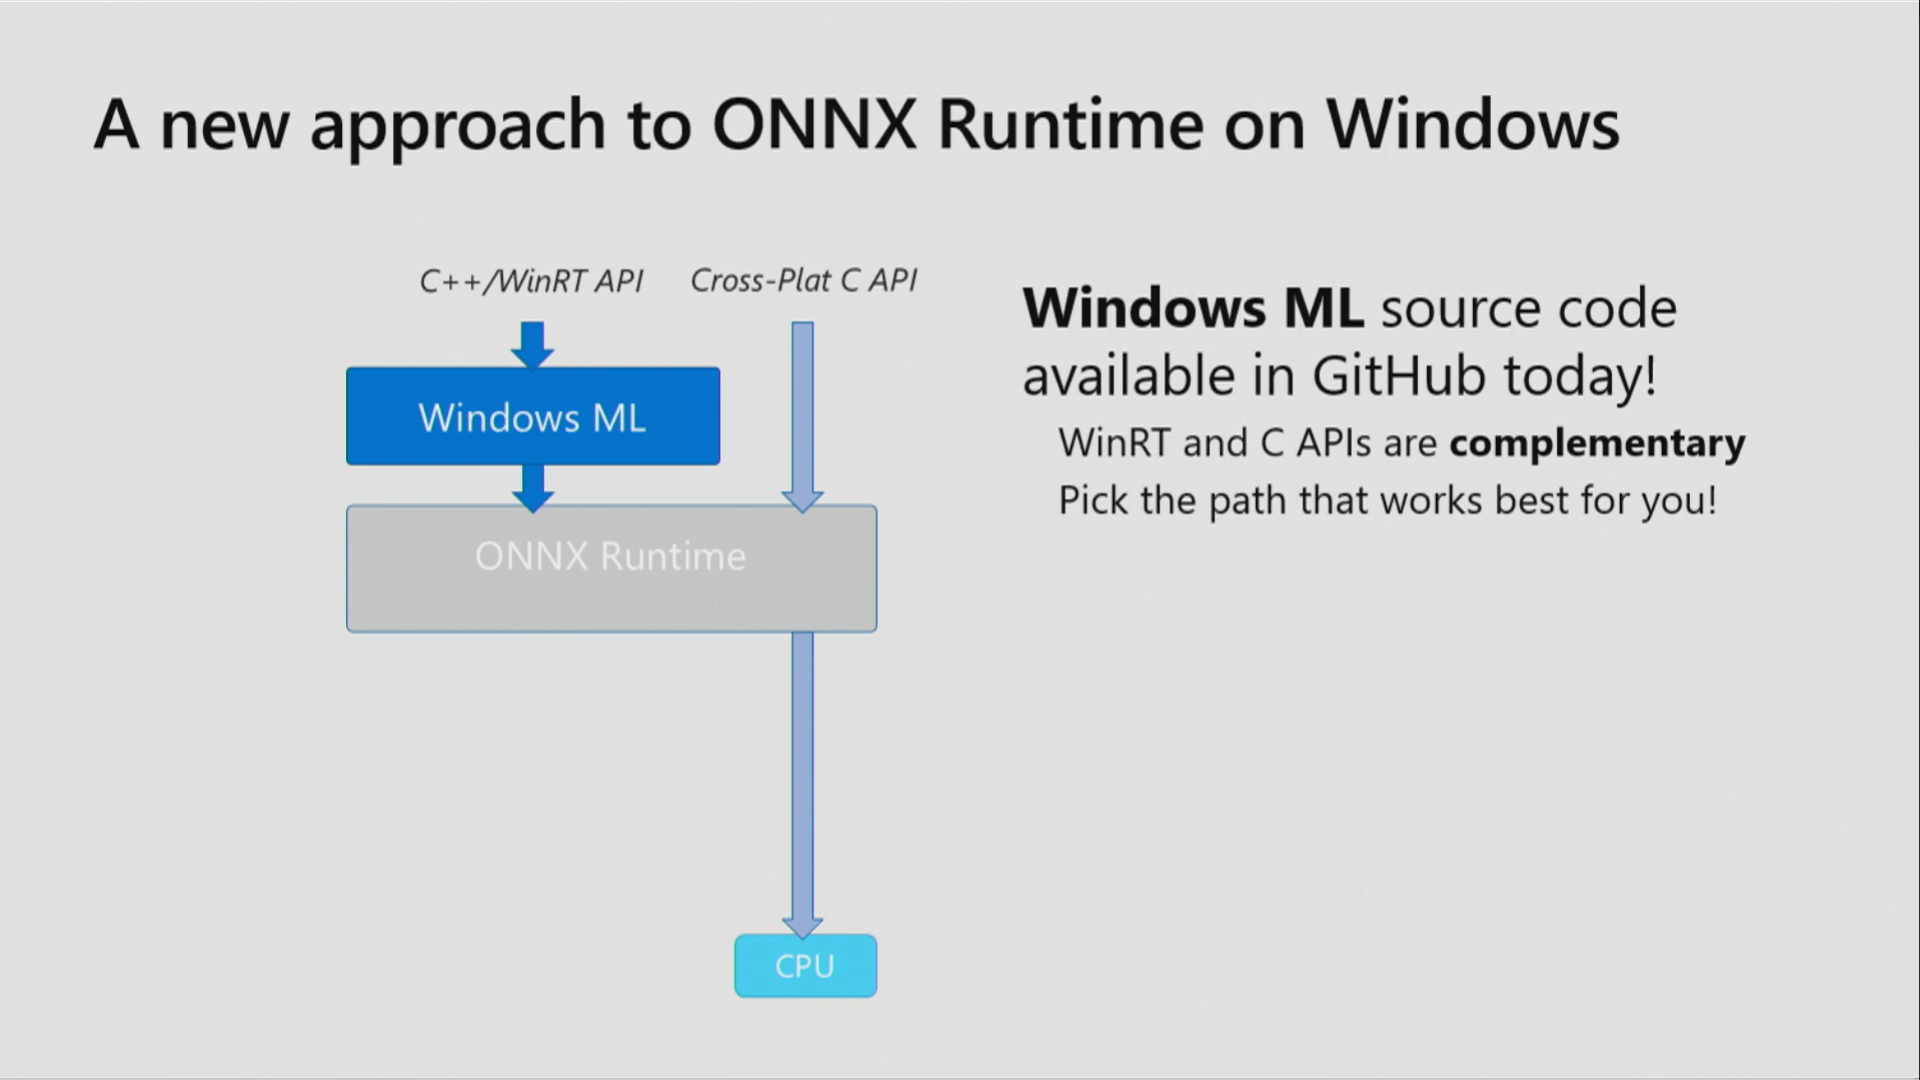 A new approach to ONNX Runtime on Windows
C++/WinRT API
Cross-Plat C API
Windows ML
ONNX Runtime
CPU
Windows ML source code
available in GitHub today!
WinRT and C APIs are complementary
Pick the path that works best for you!